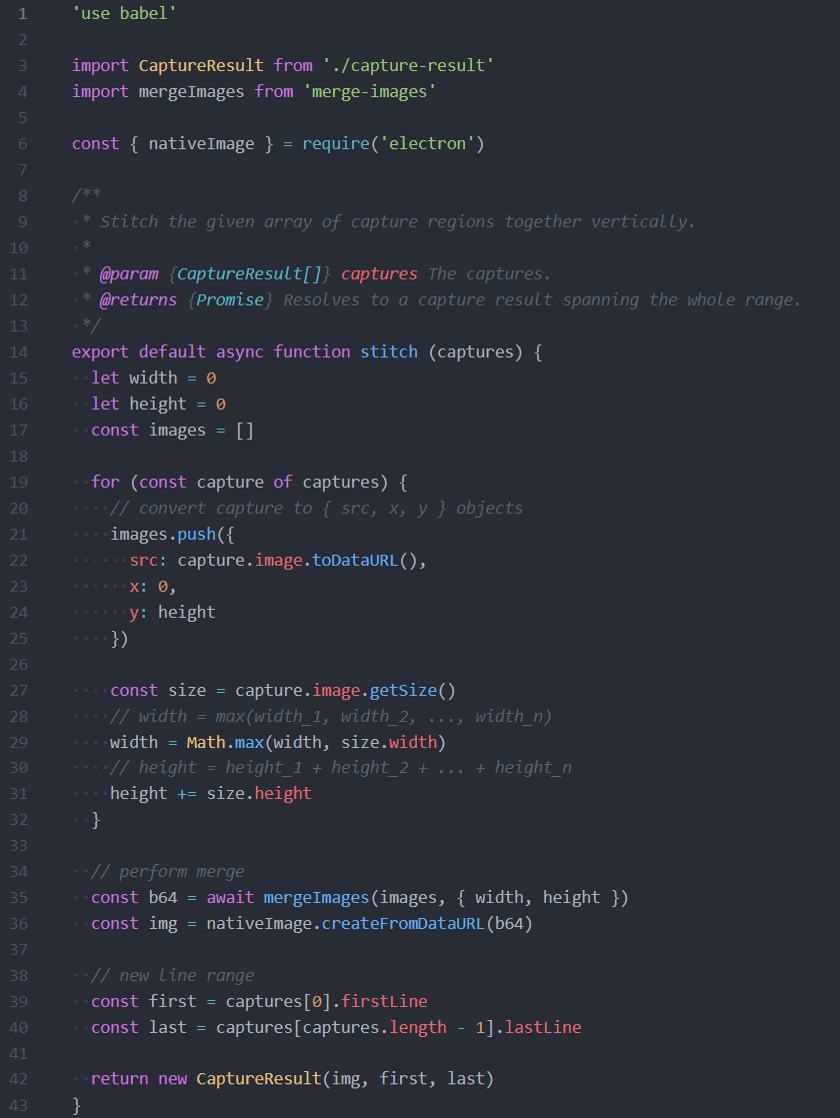 1 'use babel'
2
3 import CaptureResult from './capture-result'
4 import mergeImages from 'merge-images'
5
6 const { nativeImage } = require('electron')
7
8 /**
9  * Stitch the given array of capture regions together vertically.
10  *
11  * @param {CaptureResult[]} captures The captures.
12  * @returns {Promise} Resolves to a capture result spanning the whole range.
13  */
14 export default async function stitch (captures) {
15   let width = 0
16   let height = 0
17   const images = []
18
19   for (const capture of captures) {
20     // convert capture to { src, x, y } objects
21     images.push({
22       src: capture.image.toDataURL(),
23       x: 0,
24       y: height
25     })
26
27     const size = capture.image.getSize()
28     // width = max(width_1, width_2, ..., width_n)
29     width = Math.max(width, size.width)
30     // height = height_1 + height_2 + ... + height_n
31     height += size.height
32   }
33
34   // perform merge
35   const b64 = await mergeImages(images, { width, height })
36   const img = nativeImage.createFromDataURL(b64)
37
38   // new line range
39   const first = captures[0].firstLine
40   const last = captures[captures.length - 1].lastLine
41
42   return new CaptureResult(img, first, last)
43 }